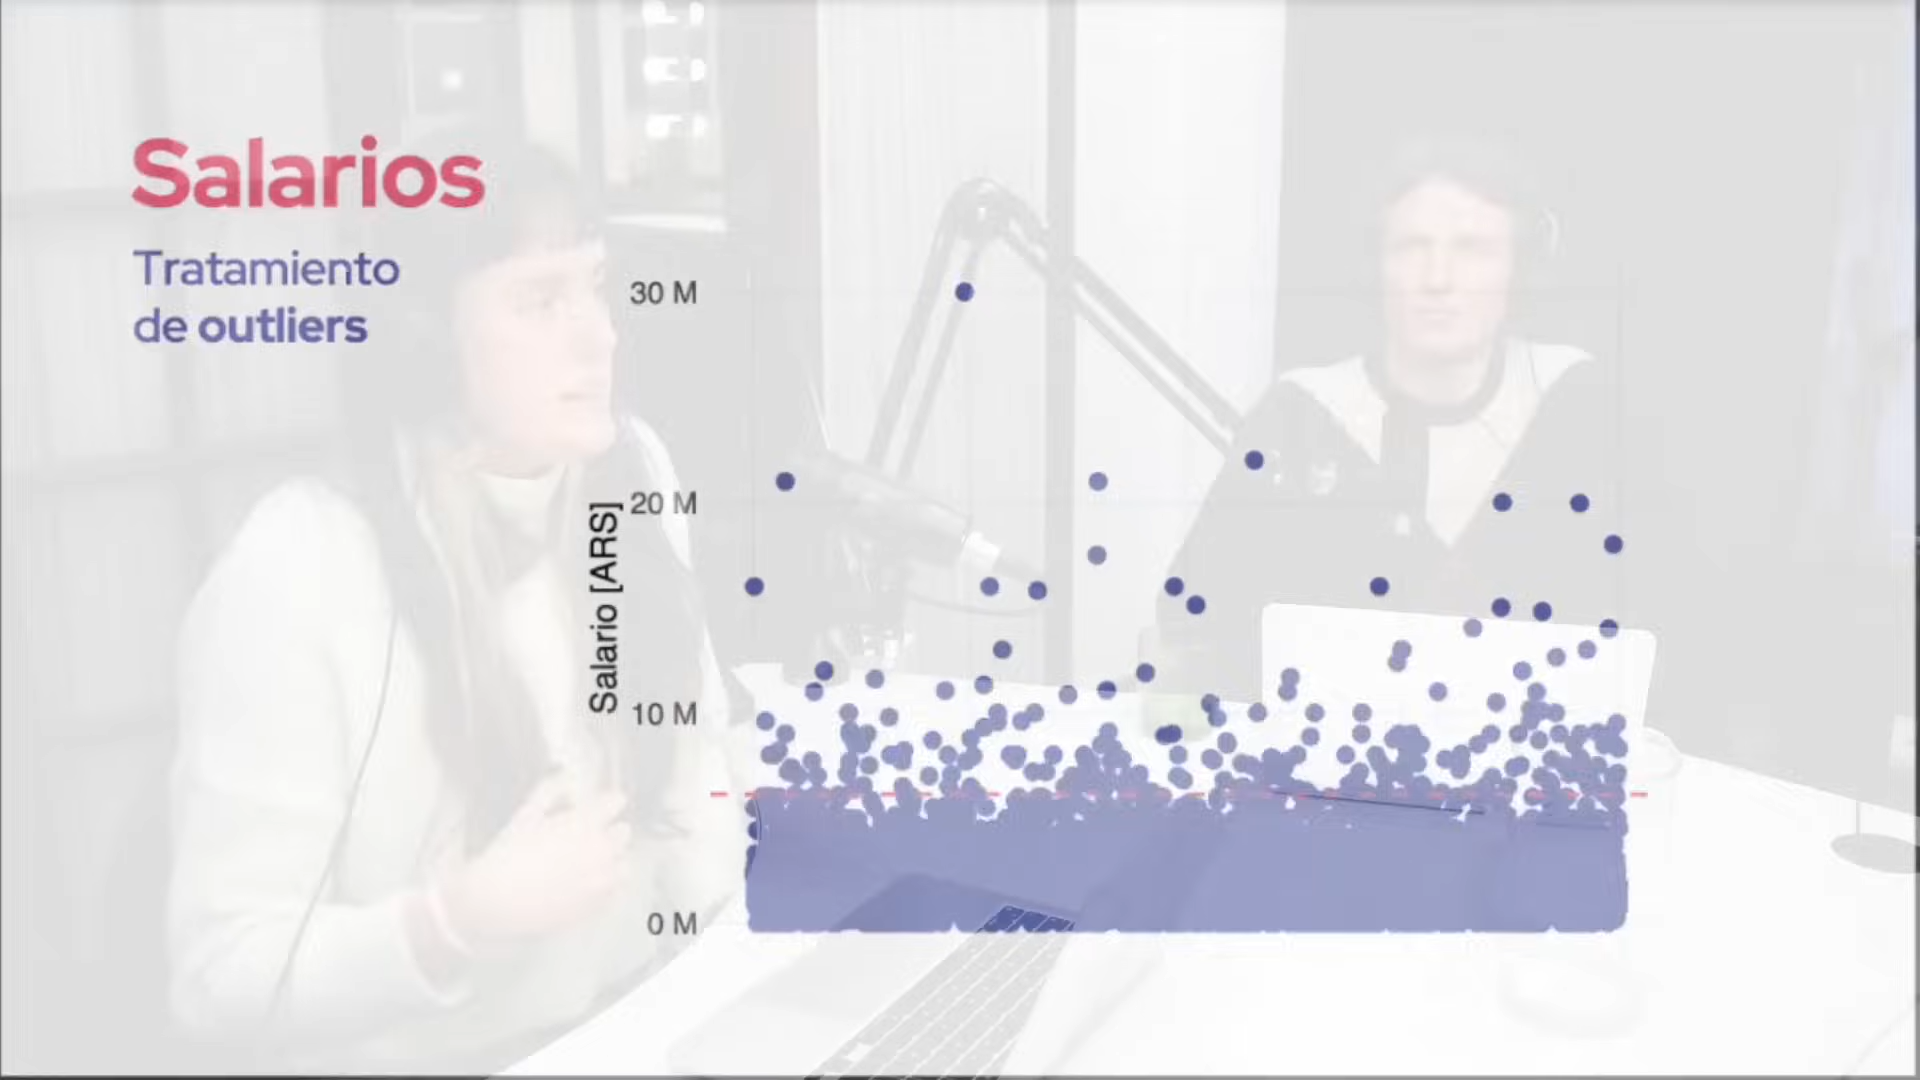 Salarios
Tratamiento
de outliers
Salario [ARS]
30 M
20 M
10 M
0 M